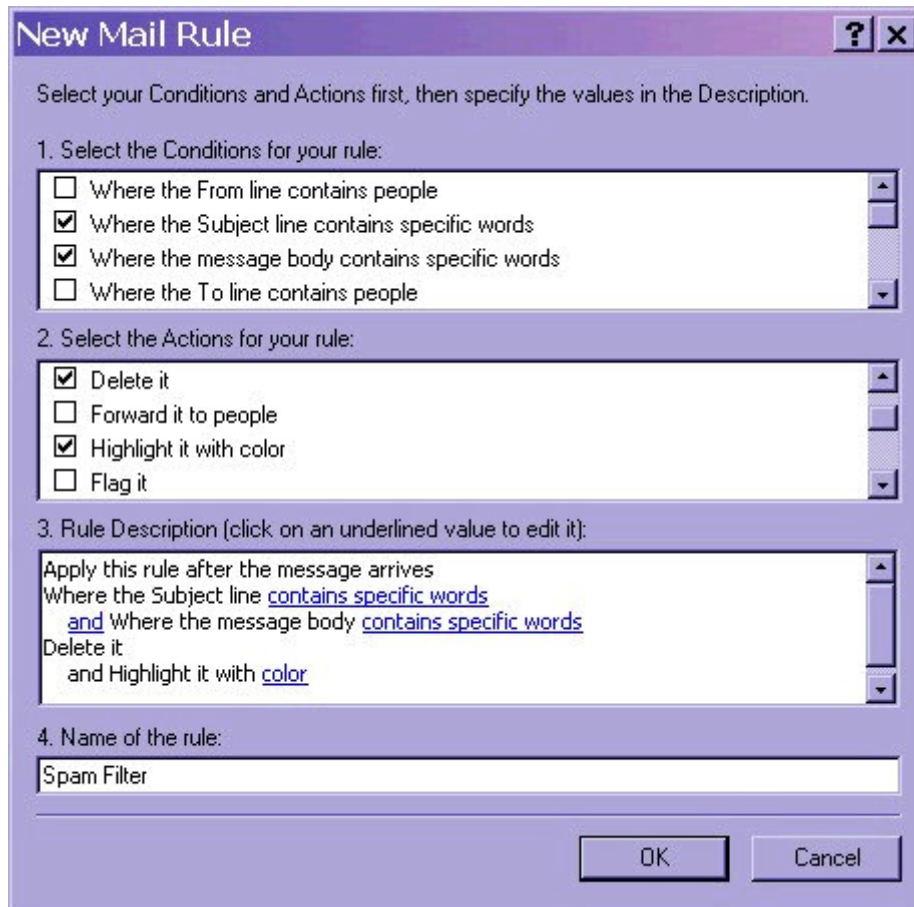 New Mail Rule
Select your Conditions and Actions first, then specify the values in the Description.
1. Select the Conditions for your rule:
Where the From line contains people
Where the Subject line contains specific words
Where the message body contains specific words
Where the To line contains people
2. Select the Actions for your rule:
Delete it
Forward it to people
Highlight it with color
Flag it
3. Rule Description (click on an underlined value to edit it):
Apply this rule after the message arrives
Where the Subject line contains specific words
and Where the message body contains specific words
Delete it
and Highlight it with color
4. Name of the rule:
Spam Filter
OK Cancel